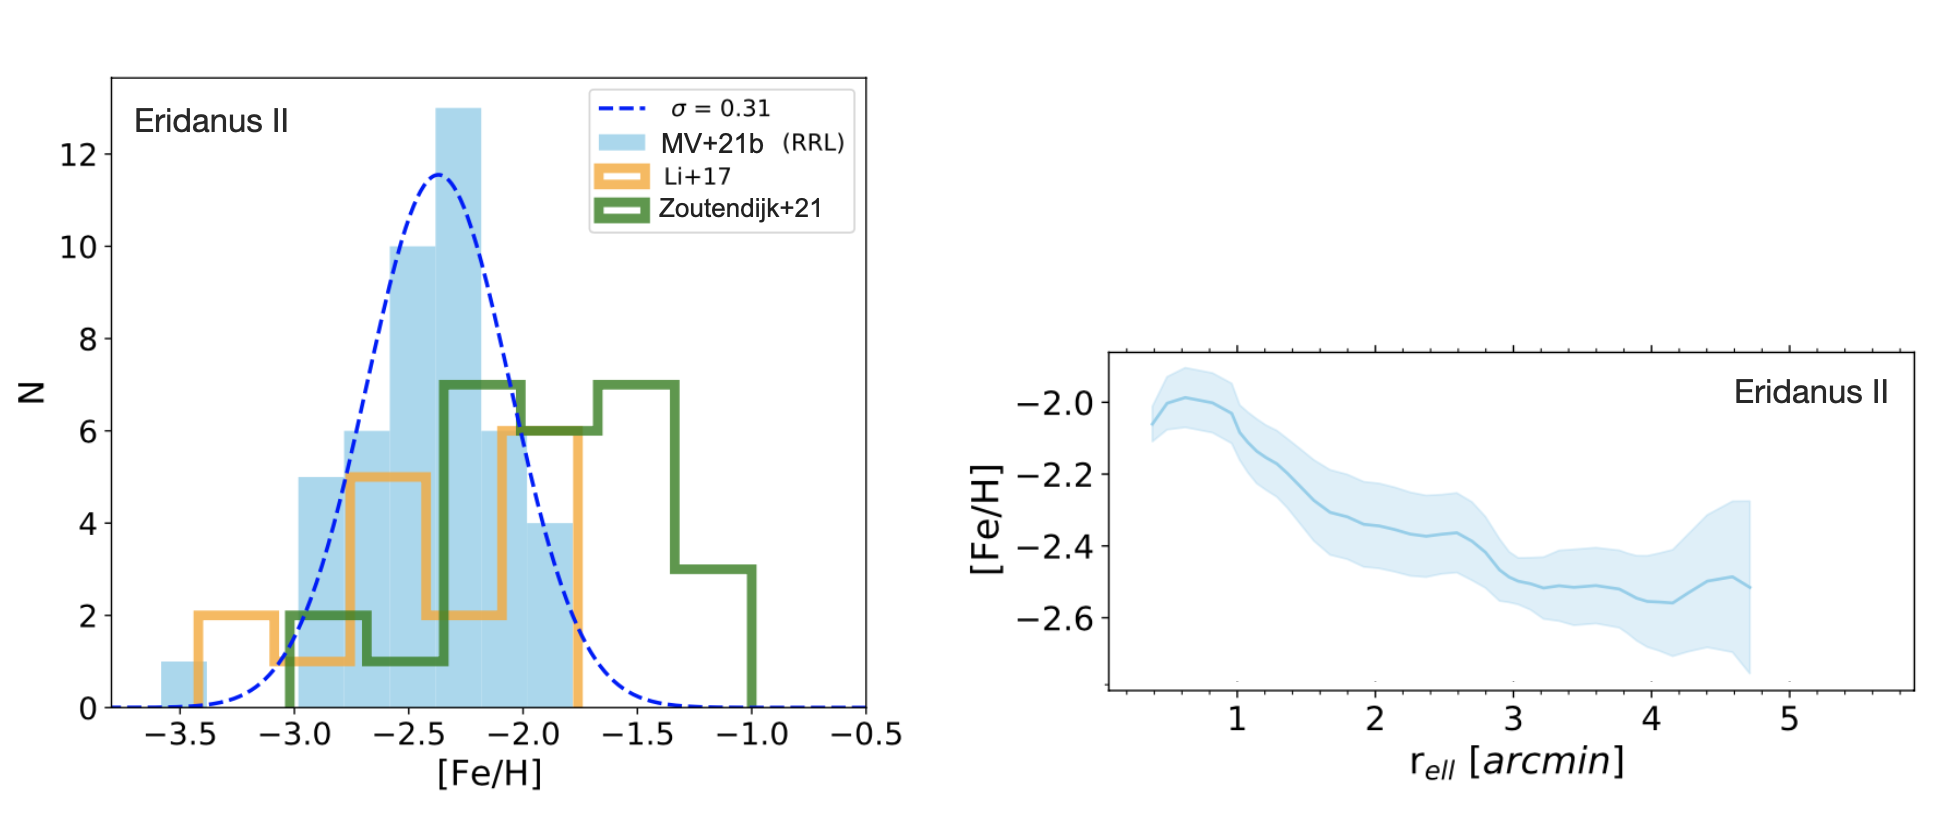 Eridanus II
σ = 0.31
MV+21b (RRL)
Li+17
Zoutendijk+21
12
10
8
6
4
2
0
N
−3.5 −3.0 −2.5 −2.0 −1.5 −1.0 −0.5
[Fe/H]
Eridanus II
−2.0
−2.2
−2.4
−2.6
[Fe/H]
1 2 3 4 5
rell [arcmin]